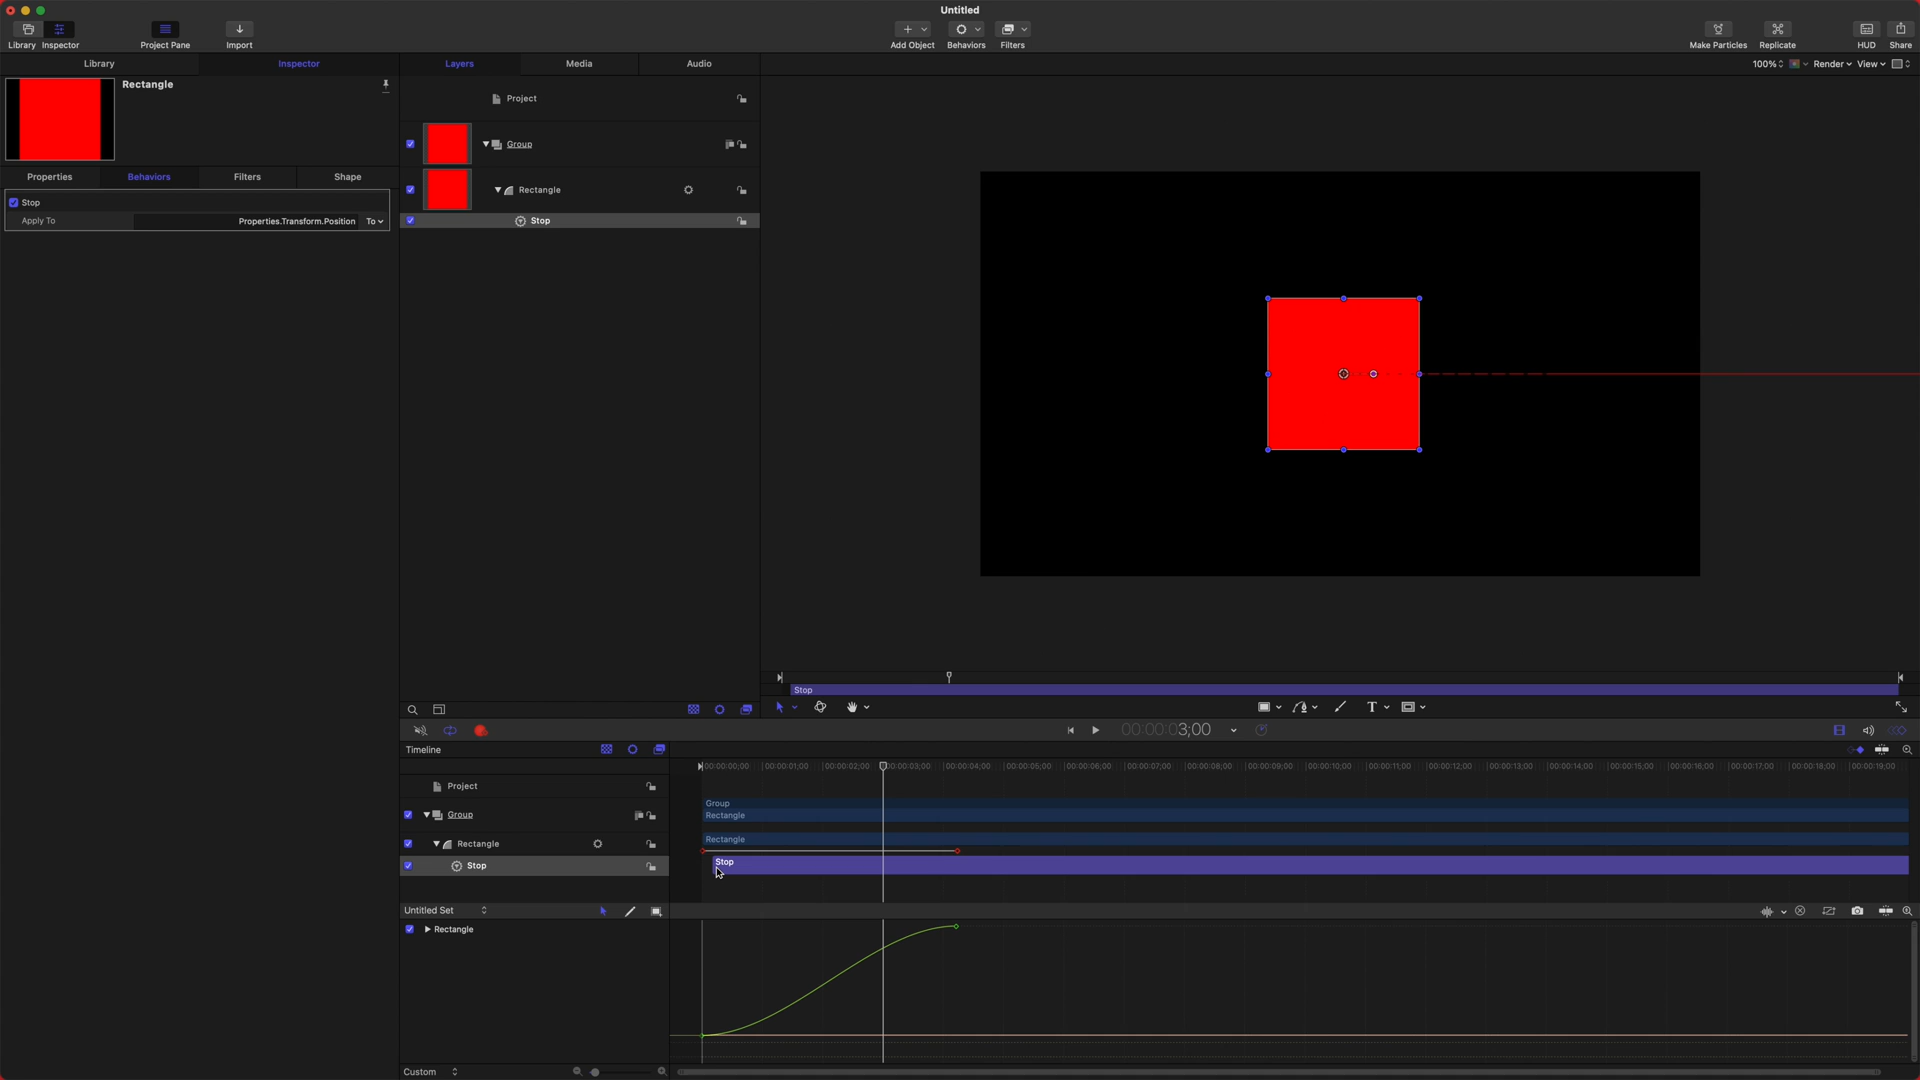 Untitled
Library
Inspector
Project Pane
Import
Add Object
Behaviors
Filters
Make Particles
Replicate
HUD
Share
Library
Inspector
Layers
Media
Audio
100%
Render
View
Rectangle
Project
Group
Rectangle
Stop
Properties
Behaviors
Filters
Shape
Stop
Apply To
Properties.Transform.Position
To
Stop
T
00:00:03;00
Timeline
00:00:00;00
00:00:01;00
00:00:02;00
00:00:03;00
00:00:04;00
00:00:05;00
00:00:06;00
00:00:07;00
00:00:08;00
00:00:09;00
00:00:10;00
00:00:11;00
00:00:12;00
00:00:13;00
00:00:14;00
00:00:15;00
00:00:16;00
00:00:17;00
00:00:18;00
00:00:19;00
Project
Group
Group
Rectangle
Rectangle
Rectangle
Stop
Stop
Untitled Set
Rectangle
Custom